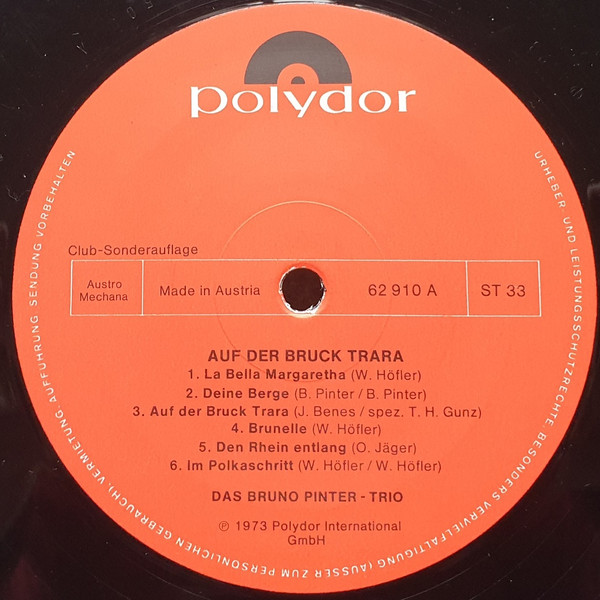 polydor
Club-Sonderauflage
Austro
Mechana
Made in Austria
62 910 A
ST 33
AUF DER BRUCK TRARA
1. La Bella Margaretha (W. Höfler)
2. Deine Berge (B. Pinter / B. Pinter)
3. Auf der Bruck Trara (J. Benes / spez. T. H. Gunz)
4. Brunelle (W. Höfler)
5. Den Rhein entlang (O. Jäger)
6. Im Polkaschritt (W. Höfler / W. Höfler)
DAS BRUNO PINTER - TRIO
℗ 1973 Polydor International
GmbH
URHEBER- UND LEISTUNGSSCHUTZRECHTE, BESONDERS VERVIELFÄLTIGUNG (AUSSER ZUM PERSÖNLICHEN GEBRAUCH), VERMIETUNG, AUFFÜHRUNG, SENDUNG VORBEHALTEN